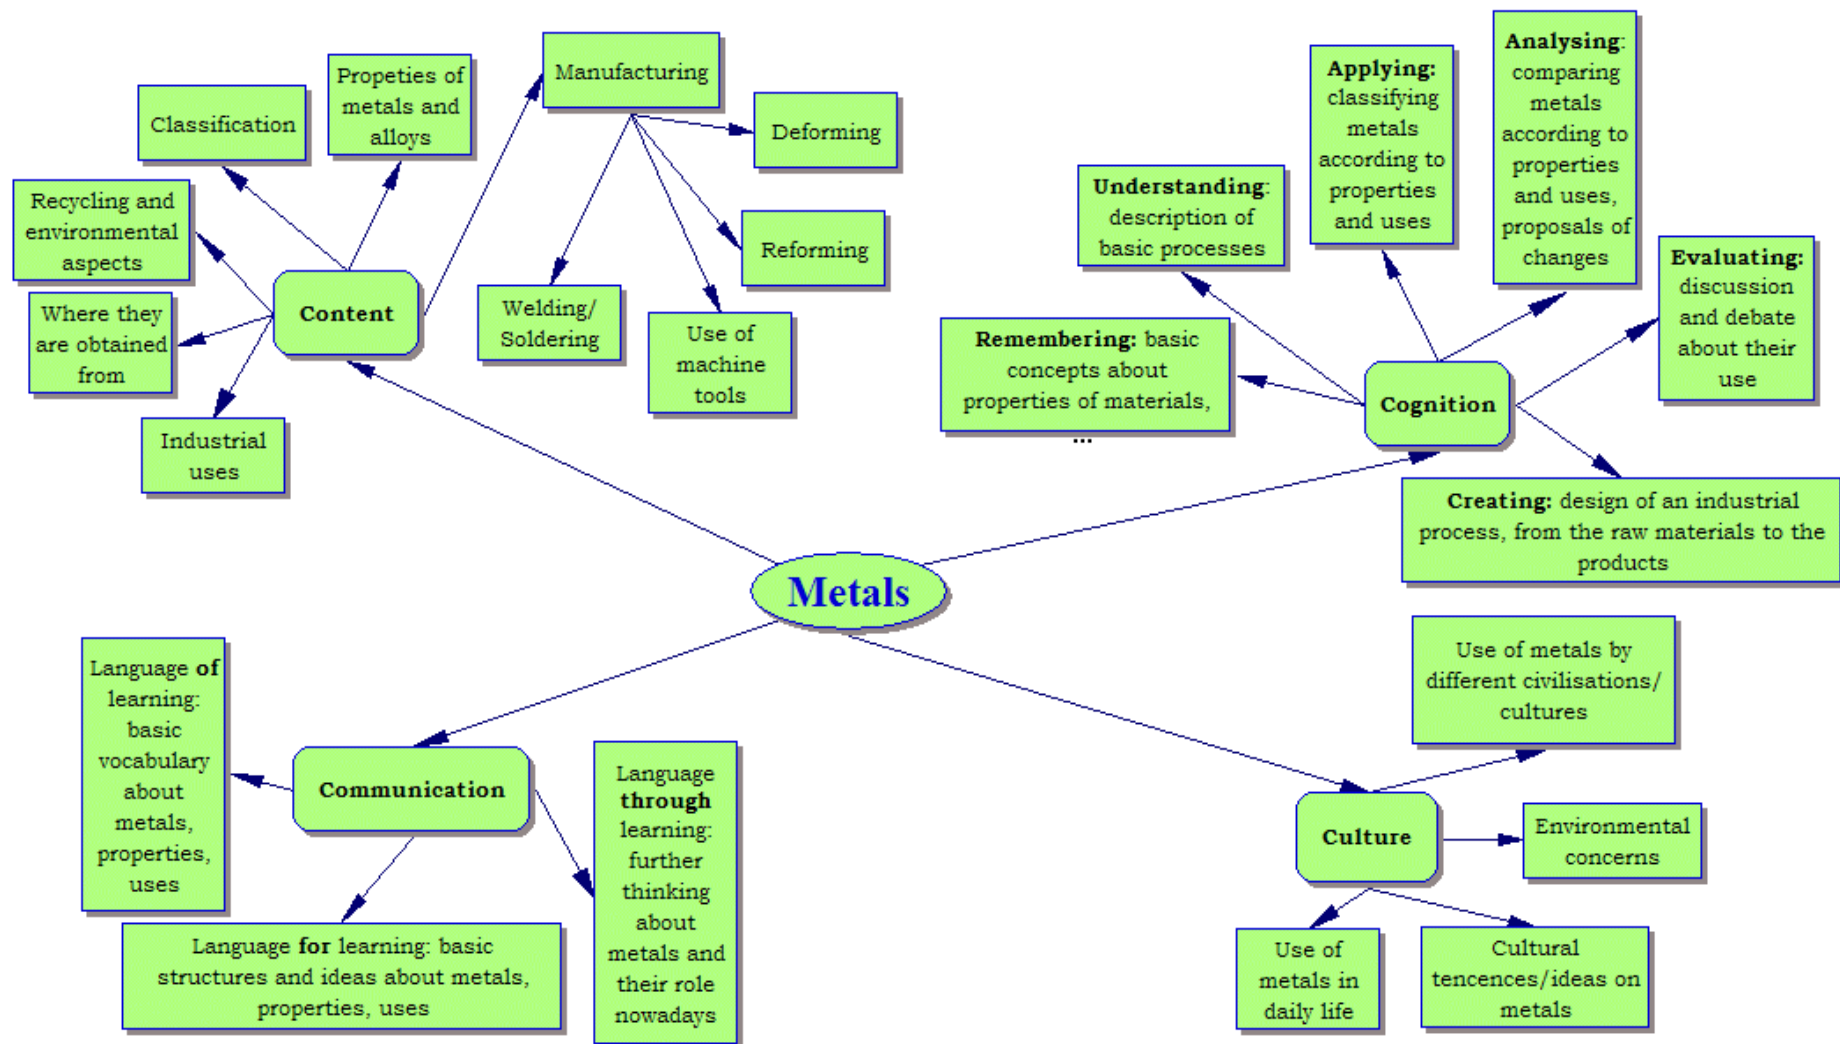 Manufacturing
Propeties of
metals and
alloys
Classification
Deforming
Recycling and
environmental
aspects
Reforming
Where they
are obtained
from
Content
Welding/
Soldering
Use of
machine
tools
Industrial
uses
Analysing:
comparing
metals
according to
properties
and uses,
proposals of
changes
Applying:
classifying
metals
according to
properties
and uses
Understanding:
description of
basic processes
Evaluating:
discussion
and debate
about their
use
Remembering: basic
concepts about
properties of materials,
...
Cognition
Creating: design of an industrial
process, from the raw materials to the
products
Metals
Language of
learning:
basic
vocabulary
about
metals,
properties,
uses
Communication
Language
through
learning:
further
thinking
about
metals and
their role
nowadays
Language for learning: basic
structures and ideas about metals,
properties, uses
Use of metals by
different civilisations/
cultures
Culture
Environmental
concerns
Use of
metals in
daily life
Cultural
tencences/ideas on
metals